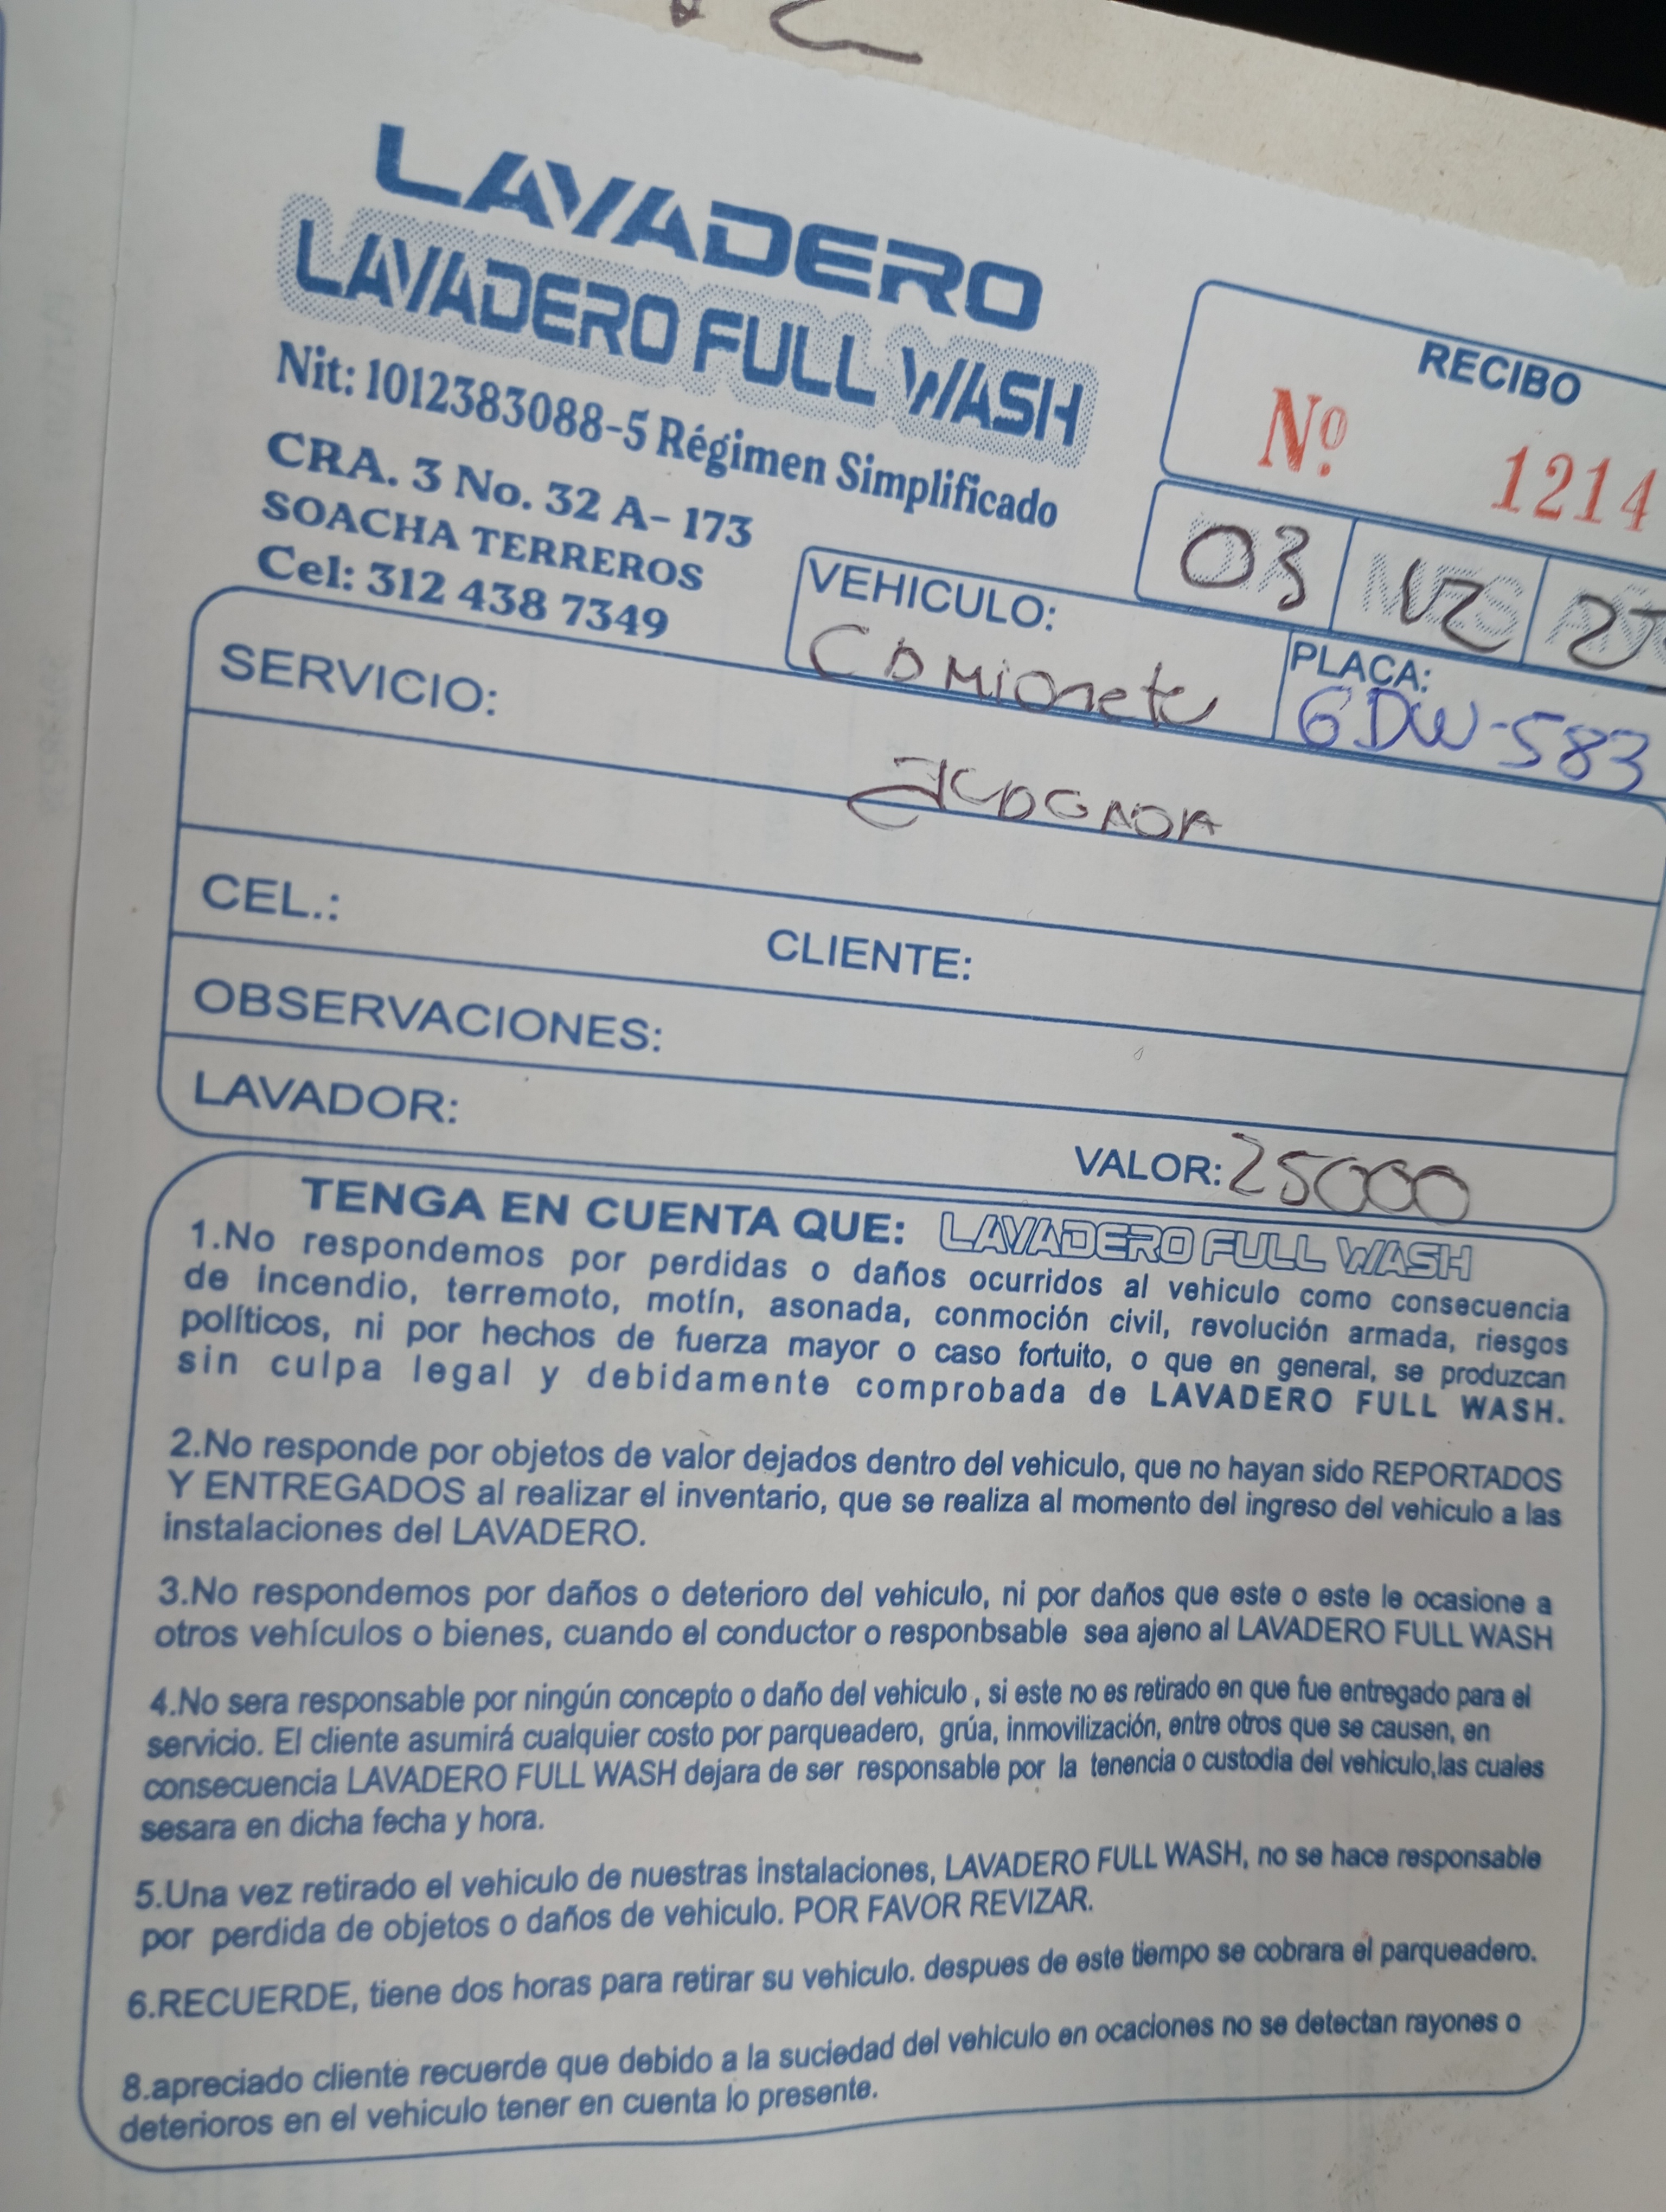 LAVADERO
LAVADERO FULL WASH
Nit: 1012383088-5 Régimen Simplificado
CRA. 3 No. 32 A- 173
SOACHA TERREROS
Cel: 312 438 7349
RECIBO
Nº. 1214
03 12
VEHICULO:
Camioneta
PLACA:
GDW-583
SERVICIO:
CEL.:
CLIENTE:
OBSERVACIONES:
LAVADOR:
VALOR: 25000
TENGA EN CUENTA QUE: LAVADERO FULL WASH
1.No respondemos por perdidas o daños ocurridos al vehiculo como consecuencia
de incendio, terremoto, motín, asonada, conmoción civil, revolución armada, riesgos
políticos, ni por hechos de fuerza mayor o caso fortuito, o que en general, se produzcan
sin culpa legal y debidamente comprobada de LAVADERO FULL WASH.
2.No responde por objetos de valor dejados dentro del vehiculo, que no hayan sido REPORTADOS
Y ENTREGADOS al realizar el inventario, que se realiza al momento del ingreso del vehiculo a las
instalaciones del LAVADERO.
3.No respondemos por daños o deterioro del vehiculo, ni por daños que este o este le ocasione a
otros vehículos o bienes, cuando el conductor o responbsable sea ajeno al LAVADERO FULL WASH
4.No sera responsable por ningún concepto o daño del vehiculo , si este no es retirado en que fue entregado para el
servicio. El cliente asumirá cualquier costo por parqueadero, grúa, inmovilización, entre otros que se causen, en
consecuencia LAVADERO FULL WASH dejara de ser responsable por la tenencia o custodia del vehiculo,las cuales
sesara en dicha fecha y hora.
5.Una vez retirado el vehiculo de nuestras instalaciones, LAVADERO FULL WASH, no se hace responsable
por perdida de objetos o daños de vehiculo. POR FAVOR REVIZAR.
6.RECUERDE, tiene dos horas para retirar su vehiculo. despues de este tiempo se cobrara el parqueadero.
8.apreciado cliente recuerde que debido a la suciedad del vehiculo en ocaciones no se detectan rayones o
deterioros en el vehiculo tener en cuenta lo presente.